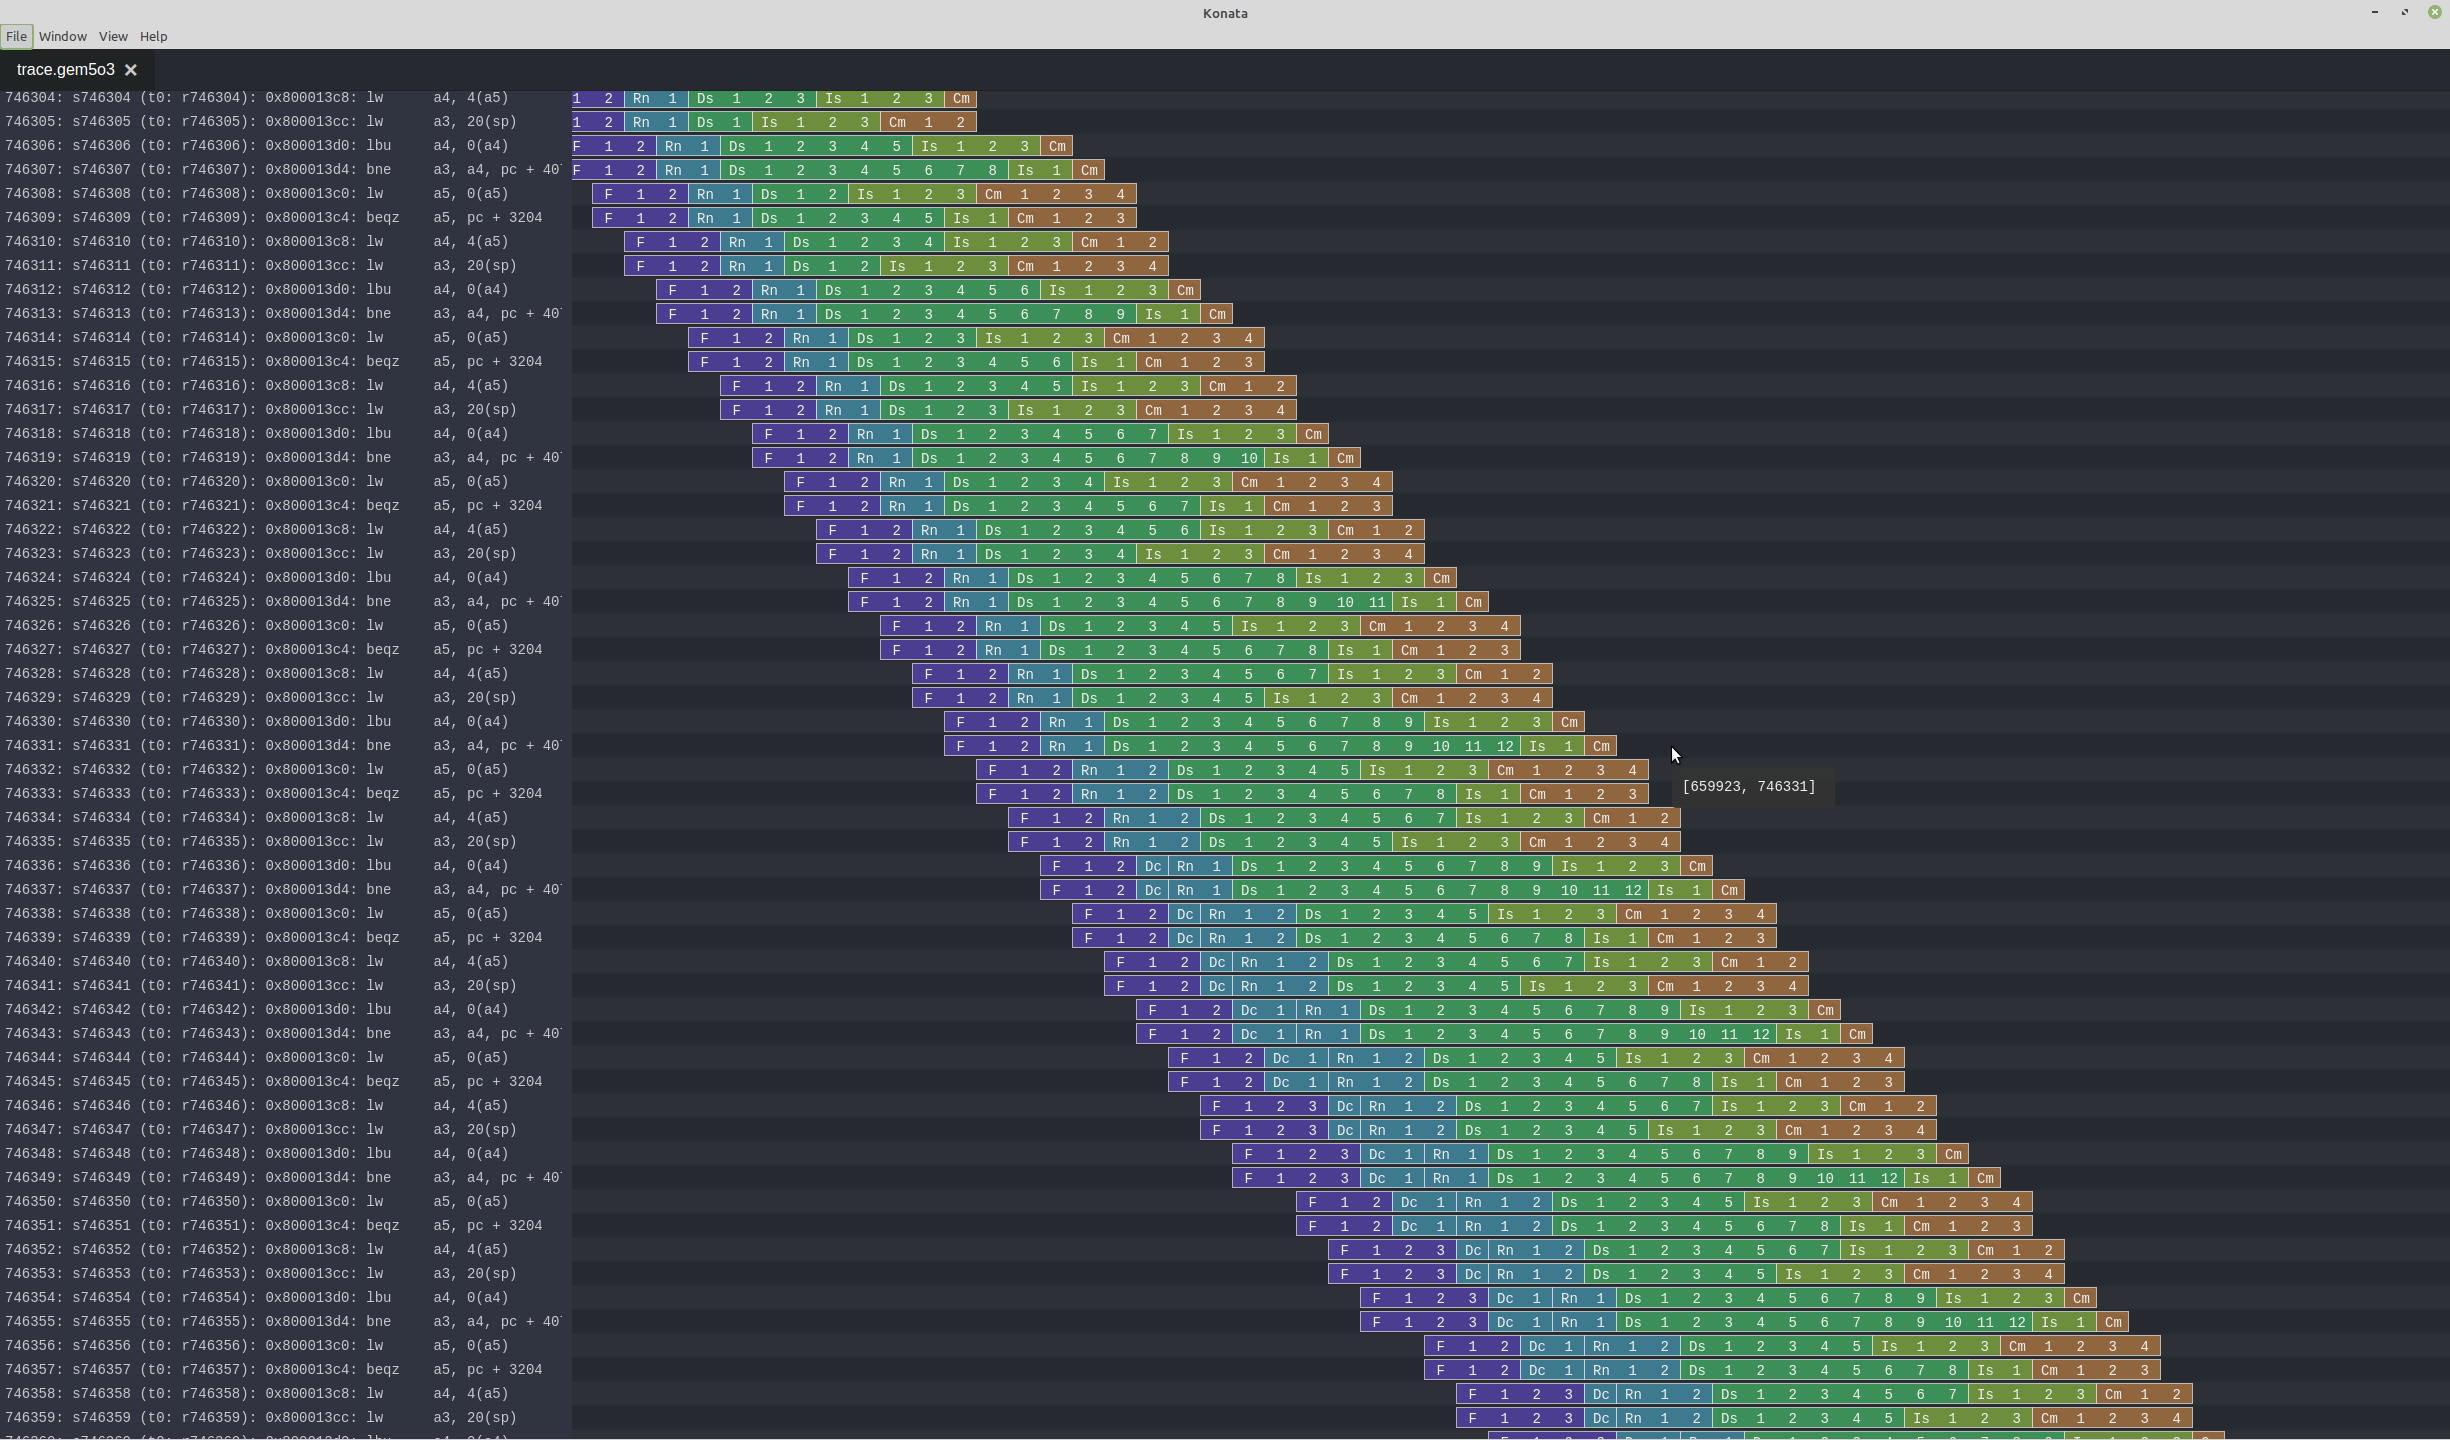 Konata
File Window View Help
trace.gem5o3
746304: s746304 (t0: r746304): 0x800013c8: lw a4, 4(a5) 1 2 Rn 1 Ds 1 2 3 Is 1 2 3 Cm
746305: s746305 (t0: r746305): 0x800013cc: lw a3, 20(sp) 1 2 Rn 1 Ds 1 Is 1 2 3 Cm 1 2
746306: s746306 (t0: r746306): 0x800013d0: lbu a4, 0(a4) F 1 2 Rn 1 Ds 1 2 3 4 5 Is 1 2 3 Cm
746307: s746307 (t0: r746307): 0x800013d4: bne a3, a4, pc + 40 F 1 2 Rn 1 Ds 1 2 3 4 5 6 7 8 Is 1 Cm
746308: s746308 (t0: r746308): 0x800013c0: lw a5, 0(a5) F 1 2 Rn 1 Ds 1 2 Is 1 2 3 Cm 1 2 3 4
746309: s746309 (t0: r746309): 0x800013c4: beqz a5, pc + 3204 F 1 2 Rn 1 Ds 1 2 3 4 5 Is 1 Cm 1 2 3
746310: s746310 (t0: r746310): 0x800013c8: lw a4, 4(a5) F 1 2 Rn 1 Ds 1 2 3 4 Is 1 2 3 Cm 1 2
746311: s746311 (t0: r746311): 0x800013cc: lw a3, 20(sp) F 1 2 Rn 1 Ds 1 2 Is 1 2 3 Cm 1 2 3 4
746312: s746312 (t0: r746312): 0x800013d0: lbu a4, 0(a4) F 1 2 Rn 1 Ds 1 2 3 4 5 6 Is 1 2 3 Cm
746313: s746313 (t0: r746313): 0x800013d4: bne a3, a4, pc + 40 F 1 2 Rn 1 Ds 1 2 3 4 5 6 7 8 9 Is 1 Cm
746314: s746314 (t0: r746314): 0x800013c0: lw a5, 0(a5) F 1 2 Rn 1 Ds 1 2 3 Is 1 2 3 Cm 1 2 3 4
746315: s746315 (t0: r746315): 0x800013c4: beqz a5, pc + 3204 F 1 2 Rn 1 Ds 1 2 3 4 5 6 Is 1 Cm 1 2 3
746316: s746316 (t0: r746316): 0x800013c8: lw a4, 4(a5) F 1 2 Rn 1 Ds 1 2 3 4 5 Is 1 2 3 Cm 1 2
746317: s746317 (t0: r746317): 0x800013cc: lw a3, 20(sp) F 1 2 Rn 1 Ds 1 2 3 Is 1 2 3 Cm 1 2 3 4
746318: s746318 (t0: r746318): 0x800013d0: lbu a4, 0(a4) F 1 2 Rn 1 Ds 1 2 3 4 5 6 7 Is 1 2 3 Cm
746319: s746319 (t0: r746319): 0x800013d4: bne a3, a4, pc + 40 F 1 2 Rn 1 Ds 1 2 3 4 5 6 7 8 9 10 Is 1 Cm
746320: s746320 (t0: r746320): 0x800013c0: lw a5, 0(a5) F 1 2 Rn 1 Ds 1 2 3 4 Is 1 2 3 Cm 1 2 3 4
746321: s746321 (t0: r746321): 0x800013c4: beqz a5, pc + 3204 F 1 2 Rn 1 Ds 1 2 3 4 5 6 7 Is 1 Cm 1 2 3
746322: s746322 (t0: r746322): 0x800013c8: lw a4, 4(a5) F 1 2 Rn 1 Ds 1 2 3 4 5 6 Is 1 2 3 Cm 1 2
746323: s746323 (t0: r746323): 0x800013cc: lw a3, 20(sp) F 1 2 Rn 1 Ds 1 2 3 4 Is 1 2 3 Cm 1 2 3 4
746324: s746324 (t0: r746324): 0x800013d0: lbu a4, 0(a4) F 1 2 Rn 1 Ds 1 2 3 4 5 6 7 8 Is 1 2 3 Cm
746325: s746325 (t0: r746325): 0x800013d4: bne a3, a4, pc + 40 F 1 2 Rn 1 Ds 1 2 3 4 5 6 7 8 9 10 11 Is 1 Cm
746326: s746326 (t0: r746326): 0x800013c0: lw a5, 0(a5) F 1 2 Rn 1 Ds 1 2 3 4 5 Is 1 2 3 Cm 1 2 3 4
746327: s746327 (t0: r746327): 0x800013c4: beqz a5, pc + 3204 F 1 2 Rn 1 Ds 1 2 3 4 5 6 7 8 Is 1 Cm 1 2 3
746328: s746328 (t0: r746328): 0x800013c8: lw a4, 4(a5) F 1 2 Rn 1 Ds 1 2 3 4 5 6 7 Is 1 2 3 Cm 1 2
746329: s746329 (t0: r746329): 0x800013cc: lw a3, 20(sp) F 1 2 Rn 1 Ds 1 2 3 4 5 Is 1 2 3 Cm 1 2 3 4
746330: s746330 (t0: r746330): 0x800013d0: lbu a4, 0(a4) F 1 2 Rn 1 Ds 1 2 3 4 5 6 7 8 9 Is 1 2 3 Cm
746331: s746331 (t0: r746331): 0x800013d4: bne a3, a4, pc + 40 F 1 2 Rn 1 Ds 1 2 3 4 5 6 7 8 9 10 11 12 Is 1 Cm
746332: s746332 (t0: r746332): 0x800013c0: lw a5, 0(a5) F 1 2 Rn 1 2 Ds 1 2 3 4 5 Is 1 2 3 Cm 1 2 3 4
[659923, 746331]
746333: s746333 (t0: r746333): 0x800013c4: beqz a5, pc + 3204 F 1 2 Rn 1 2 Ds 1 2 3 4 5 6 7 8 Is 1 Cm 1 2 3
746334: s746334 (t0: r746334): 0x800013c8: lw a4, 4(a5) F 1 2 Rn 1 2 Ds 1 2 3 4 5 6 7 Is 1 2 3 Cm 1 2
746335: s746335 (t0: r746335): 0x800013cc: lw a3, 20(sp) F 1 2 Rn 1 2 Ds 1 2 3 4 5 Is 1 2 3 Cm 1 2 3 4
746336: s746336 (t0: r746336): 0x800013d0: lbu a4, 0(a4) F 1 2 Dc Rn 1 Ds 1 2 3 4 5 6 7 8 9 Is 1 2 3 Cm
746337: s746337 (t0: r746337): 0x800013d4: bne a3, a4, pc + 40 F 1 2 Dc Rn 1 Ds 1 2 3 4 5 6 7 8 9 10 11 12 Is 1 Cm
746338: s746338 (t0: r746338): 0x800013c0: lw a5, 0(a5) F 1 2 Dc Rn 1 2 Ds 1 2 3 4 5 Is 1 2 3 Cm 1 2 3 4
746339: s746339 (t0: r746339): 0x800013c4: beqz a5, pc + 3204 F 1 2 Dc Rn 1 2 Ds 1 2 3 4 5 6 7 8 Is 1 Cm 1 2 3
746340: s746340 (t0: r746340): 0x800013c8: lw a4, 4(a5) F 1 2 Dc Rn 1 2 Ds 1 2 3 4 5 6 7 Is 1 2 3 Cm 1 2
746341: s746341 (t0: r746341): 0x800013cc: lw a3, 20(sp) F 1 2 Dc Rn 1 2 Ds 1 2 3 4 5 Is 1 2 3 Cm 1 2 3 4
746342: s746342 (t0: r746342): 0x800013d0: lbu a4, 0(a4) F 1 2 Dc 1 Rn 1 Ds 1 2 3 4 5 6 7 8 9 Is 1 2 3 Cm
746343: s746343 (t0: r746343): 0x800013d4: bne a3, a4, pc + 40 F 1 2 Dc 1 Rn 1 Ds 1 2 3 4 5 6 7 8 9 10 11 12 Is 1 Cm
746344: s746344 (t0: r746344): 0x800013c0: lw a5, 0(a5) F 1 2 Dc 1 Rn 1 2 Ds 1 2 3 4 5 Is 1 2 3 Cm 1 2 3 4
746345: s746345 (t0: r746345): 0x800013c4: beqz a5, pc + 3204 F 1 2 Dc 1 Rn 1 2 Ds 1 2 3 4 5 6 7 8 Is 1 Cm 1 2 3
746346: s746346 (t0: r746346): 0x800013c8: lw a4, 4(a5) F 1 2 3 Dc Rn 1 2 Ds 1 2 3 4 5 6 7 Is 1 2 3 Cm 1 2
746347: s746347 (t0: r746347): 0x800013cc: lw a3, 20(sp) F 1 2 3 Dc Rn 1 2 Ds 1 2 3 4 5 Is 1 2 3 Cm 1 2 3 4
746348: s746348 (t0: r746348): 0x800013d0: lbu a4, 0(a4) F 1 2 3 Dc 1 Rn 1 Ds 1 2 3 4 5 6 7 8 9 Is 1 2 3 Cm
746349: s746349 (t0: r746349): 0x800013d4: bne a3, a4, pc + 40 F 1 2 3 Dc 1 Rn 1 Ds 1 2 3 4 5 6 7 8 9 10 11 12 Is 1 Cm
746350: s746350 (t0: r746350): 0x800013c0: lw a5, 0(a5) F 1 2 Dc 1 Rn 1 2 Ds 1 2 3 4 5 Is 1 2 3 Cm 1 2 3 4
746351: s746351 (t0: r746351): 0x800013c4: beqz a5, pc + 3204 F 1 2 Dc 1 Rn 1 2 Ds 1 2 3 4 5 6 7 8 Is 1 Cm 1 2 3
746352: s746352 (t0: r746352): 0x800013c8: lw a4, 4(a5) F 1 2 3 Dc Rn 1 2 Ds 1 2 3 4 5 6 7 Is 1 2 3 Cm 1 2
746353: s746353 (t0: r746353): 0x800013cc: lw a3, 20(sp) F 1 2 3 Dc Rn 1 2 Ds 1 2 3 4 5 Is 1 2 3 Cm 1 2 3 4
746354: s746354 (t0: r746354): 0x800013d0: lbu a4, 0(a4) F 1 2 3 Dc 1 Rn 1 Ds 1 2 3 4 5 6 7 8 9 Is 1 2 3 Cm
746355: s746355 (t0: r746355): 0x800013d4: bne a3, a4, pc + 40 F 1 2 3 Dc 1 Rn 1 Ds 1 2 3 4 5 6 7 8 9 10 11 12 Is 1 Cm
746356: s746356 (t0: r746356): 0x800013c0: lw a5, 0(a5) F 1 2 Dc 1 Rn 1 2 Ds 1 2 3 4 5 Is 1 2 3 Cm 1 2 3 4
746357: s746357 (t0: r746357): 0x800013c4: beqz a5, pc + 3204 F 1 2 Dc 1 Rn 1 2 Ds 1 2 3 4 5 6 7 8 Is 1 Cm 1 2 3
746358: s746358 (t0: r746358): 0x800013c8: lw a4, 4(a5) F 1 2 3 Dc Rn 1 2 Ds 1 2 3 4 5 6 7 Is 1 2 3 Cm 1 2
746359: s746359 (t0: r746359): 0x800013cc: lw a3, 20(sp) F 1 2 3 Dc Rn 1 2 Ds 1 2 3 4 5 Is 1 2 3 Cm 1 2 3 4